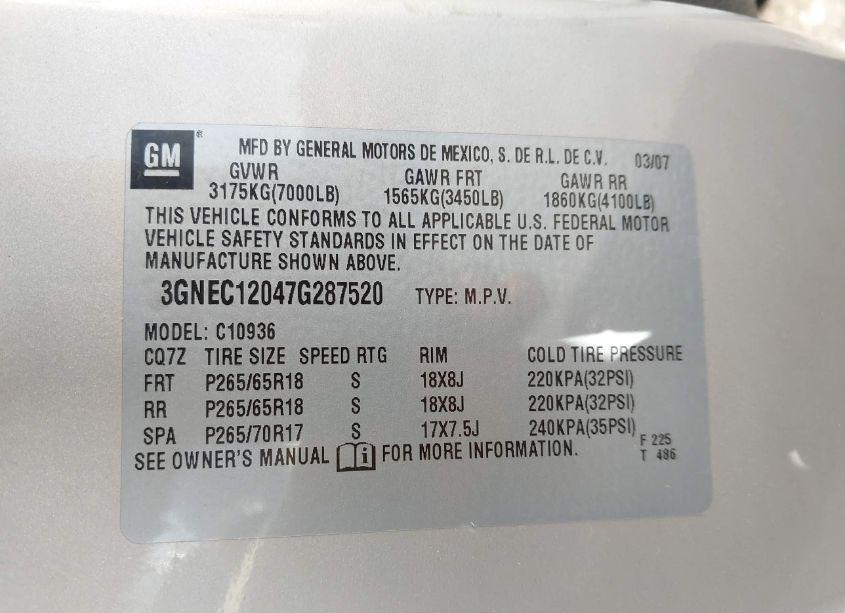 GM ® MFD BY GENERAL MOTORS DE MEXICO, S. DE R.L. DE C.V. 03/07
GVWR GAWR FRT GAWR RR
3175KG(7000LB) 1565KG(3450LB) 1860KG(4100LB)
THIS VEHICLE CONFORMS TO ALL APPLICABLE U.S. FEDERAL MOTOR
VEHICLE SAFETY STANDARDS IN EFFECT ON THE DATE OF
MANUFACTURE SHOWN ABOVE.
3GNEC12047G287520 TYPE: M.P.V.
MODEL: C10936
CQ7Z TIRE SIZE SPEED RTG RIM COLD TIRE PRESSURE
FRT P265/65R18 S 18X8J 220KPA(32PSI)
RR P265/65R18 S 18X8J 220KPA(32PSI)
SPA P265/70R17 S 17X7.5J 240KPA(35PSI)
F 225
SEE OWNER'S MANUAL i FOR MORE INFORMATION.
T 486